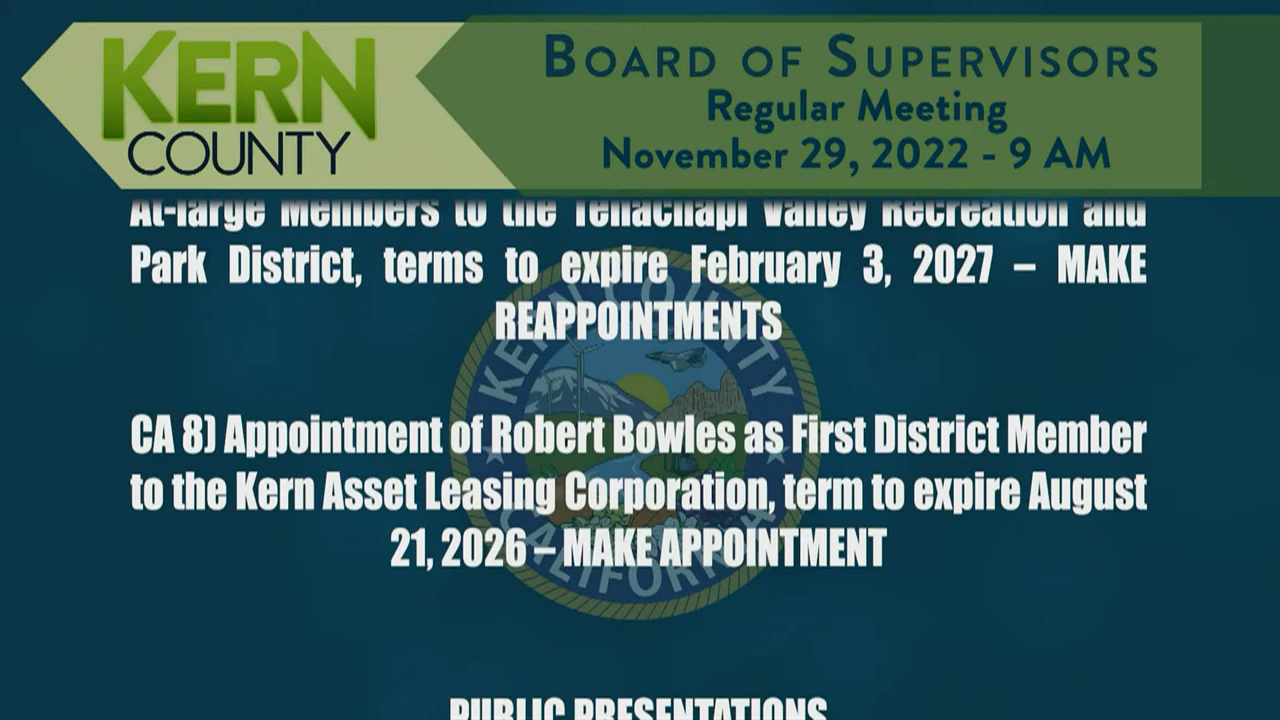 KERN
COUNTY
BOARD OF SUPERVISORS
Regular Meeting
November 29, 2022 - 9 AM
At-large Members to the Tehachapi Valley Recreation and
Park District, terms to expire February 3, 2027 – MAKE
REAPPOINTMENTS
CA 8) Appointment of Robert Bowles as First District Member
to the Kern Asset Leasing Corporation, term to expire August
21, 2026 – MAKE APPOINTMENT
KERN COUNTY
CALIFORNIA
PUBLIC PRESENTATIONS